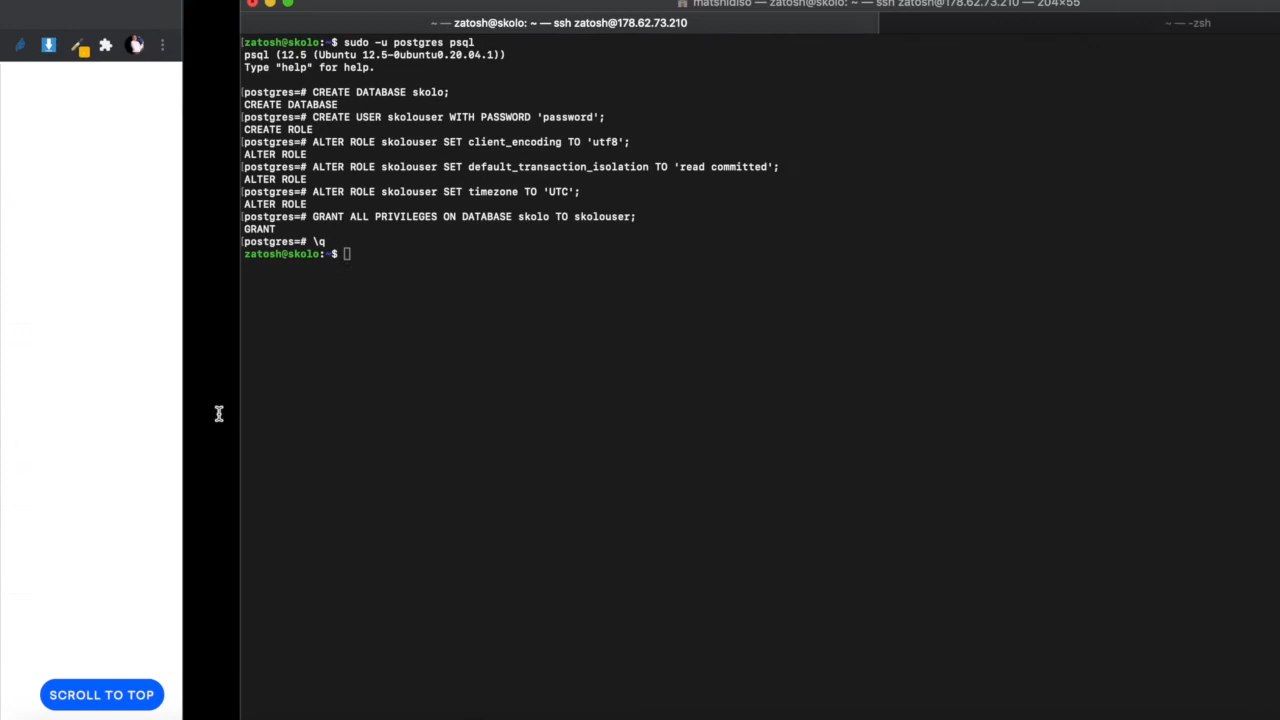 matshidiso — zatosh@skolo: ~ — ssh zatosh@178.62.73.210 — 204×55
~ — zatosh@skolo: ~ — ssh zatosh@178.62.73.210
~ — -zsh
[zatosh@skolo:~$ sudo -u postgres psql
psql (12.5 (Ubuntu 12.5-0ubuntu0.20.04.1))
Type "help" for help.
[postgres=# CREATE DATABASE skolo;
CREATE DATABASE
[postgres=# CREATE USER skolouser WITH PASSWORD 'password';
CREATE ROLE
[postgres=# ALTER ROLE skolouser SET client_encoding TO 'utf8';
ALTER ROLE
[postgres=# ALTER ROLE skolouser SET default_transaction_isolation TO 'read committed';
ALTER ROLE
[postgres=# ALTER ROLE skolouser SET timezone TO 'UTC';
ALTER ROLE
[postgres=# GRANT ALL PRIVILEGES ON DATABASE skolo TO skolouser;
GRANT
[postgres=# \q
zatosh@skolo:~$
SCROLL TO TOP